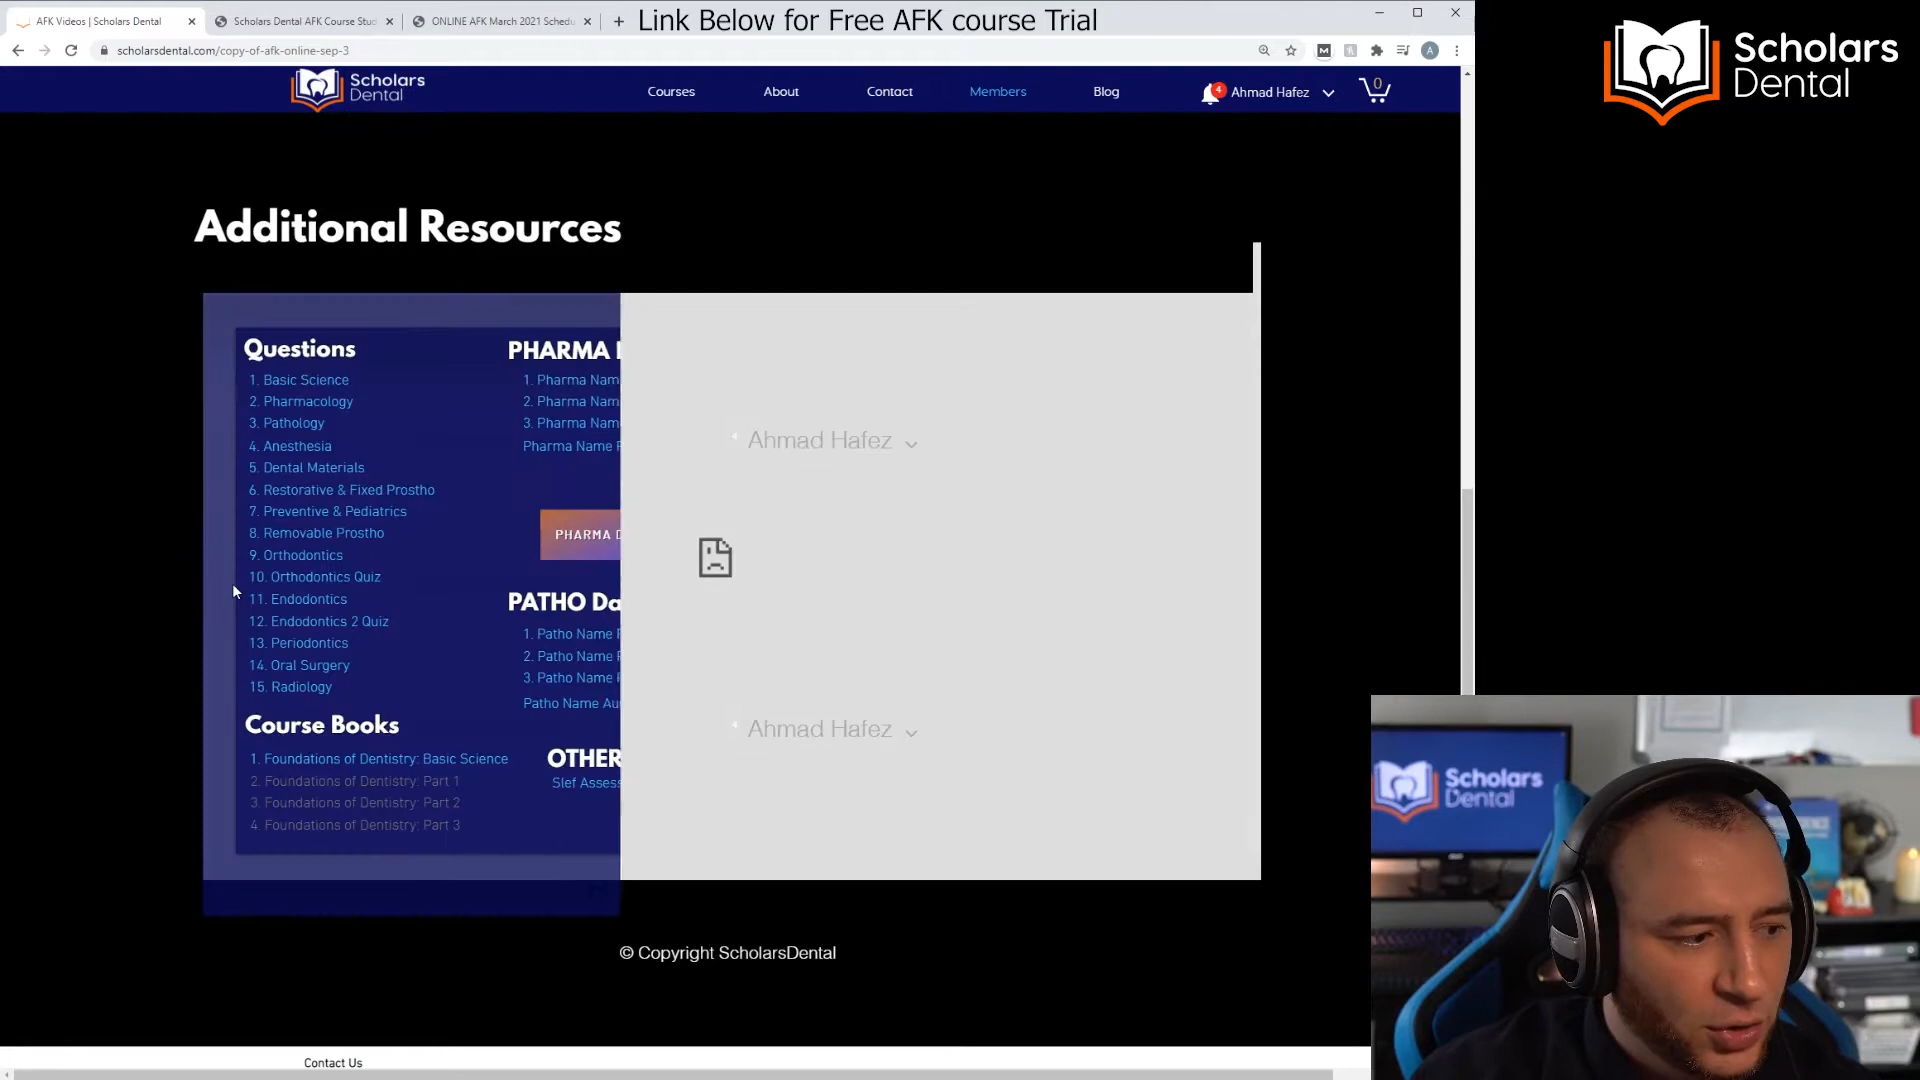 AFK Videos | Scholars Dental
Scholars Dental AFK Course Stud
ONLINE AFK March 2021 Schedu
Link Below for Free AFK course Trial
scholarsdental.com/copy-of-afk-online-sep-3
Scholars
Dental
Courses
About
Contact
Members
Blog
4
Ahmad Hafez
0
Scholars
Dental
Additional Resources
Questions
1. Basic Science
2. Pharmacology
3. Pathology
4. Anesthesia
5. Dental Materials
6. Restorative & Fixed Prostho
7. Preventive & Pediatrics
8. Removable Prostho
9. Orthodontics
10. Orthodontics Quiz
11. Endodontics
12. Endodontics 2 Quiz
13. Periodontics
14. Oral Surgery
15. Radiology
Course Books
1. Foundations of Dentistry: Basic Science
2. Foundations of Dentistry: Part 1
3. Foundations of Dentistry: Part 2
4. Foundations of Dentistry: Part 3
PHARMA
1. Pharma Nam
2. Pharma Nam
3. Pharma Name
Pharma Name
PHARMA D
PATHO Da
1. Patho Name
2. Patho Name
3. Patho Name
Patho Name Au
OTHER
Slef Assess
Ahmad Hafez
Ahmad Hafez
© Copyright ScholarsDental
Contact Us
Scholars
Dental